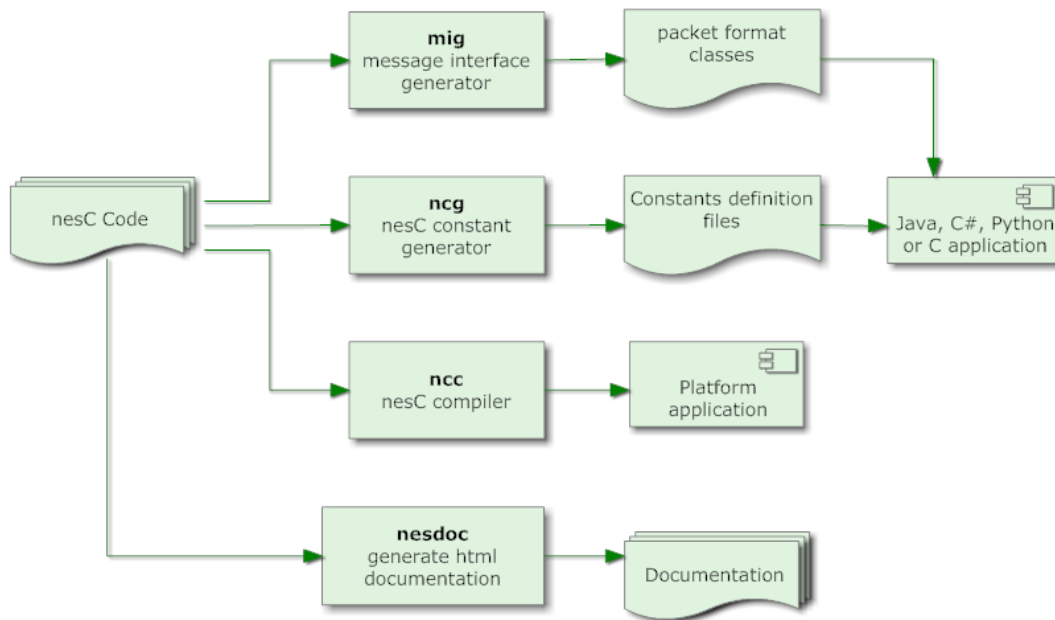 mig
message interface
generator
packet format
classes
nesC Code
ncg
nesC constant
generator
Constants definition
files
Java, C#, Python
or C application
ncc
nesC compiler
Platform
application
nesdoc
generate html
documentation
Documentation